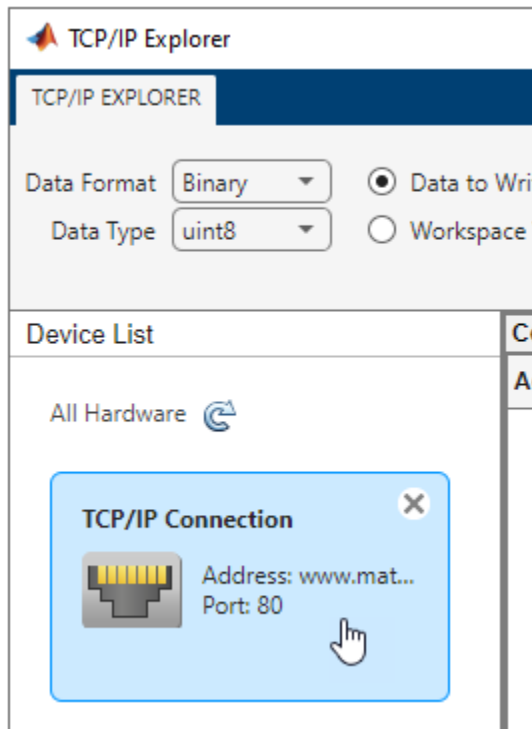 TCP/IP Explorer
TCP/IP EXPLORER
Data Format Binary Data to Wri
Data Type uint8 Workspace
Device List
All Hardware
A
TCP/IP Connection
Address: www.mat...
Port: 80